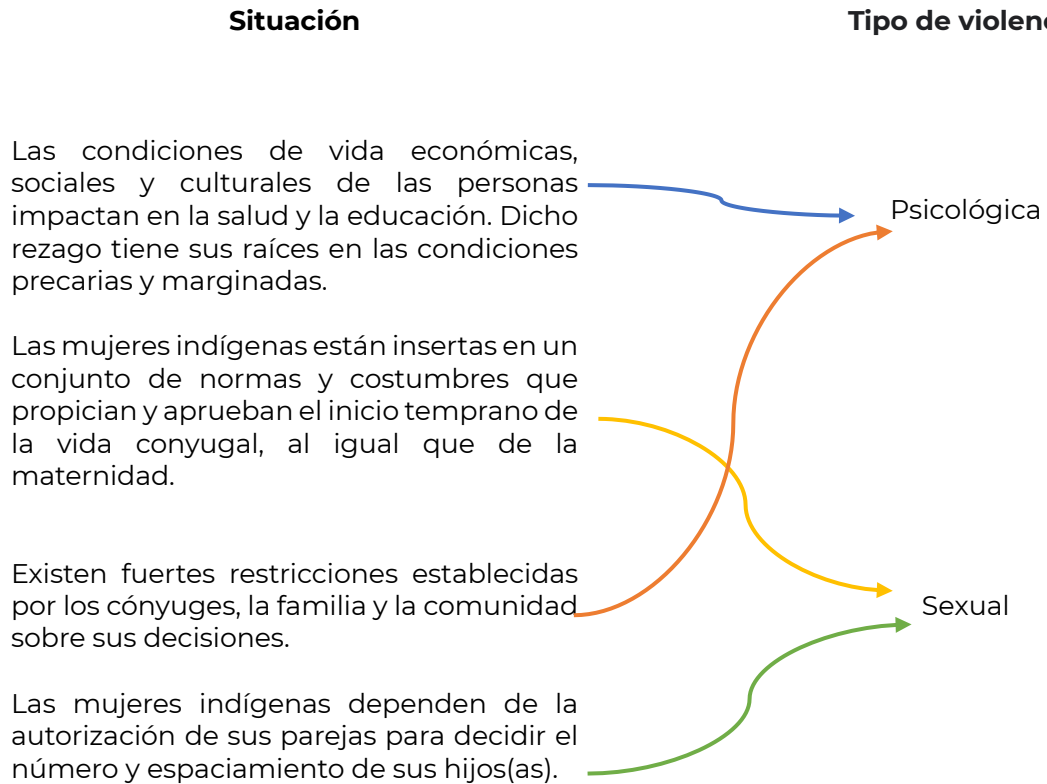 Situación
Tipo de
Las condiciones de vida económicas,
sociales y culturales de las personas
impactan en la salud y la educación. Dicho
rezago tiene sus raíces en las condiciones
precarias y marginadas.
Psicológica
Las mujeres indígenas están insertas en un
conjunto de normas y costumbres que
propician y aprueban el inicio temprano de
la vida conyugal, al igual que de la
maternidad.
Existen fuertes restricciones establecidas
por los cónyuges, la familia y la comunidad
sobre sus decisiones.
Sexual
Las mujeres indígenas dependen de la
autorización de sus parejas para decidir el
número y espaciamiento de sus hijos(as).